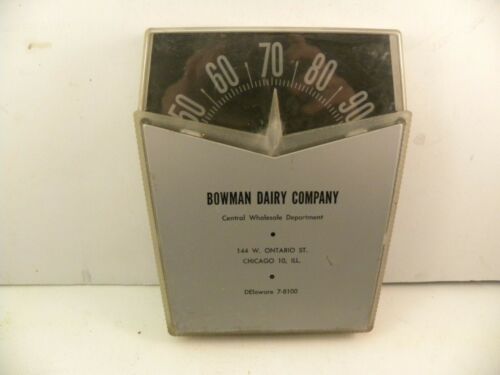 50 60 70 80 90
BOWMAN DAIRY COMPANY
Central Wholesale Department
144 W. ONTARIO ST.
CHICAGO 10, ILL.
DElaware 7-8100